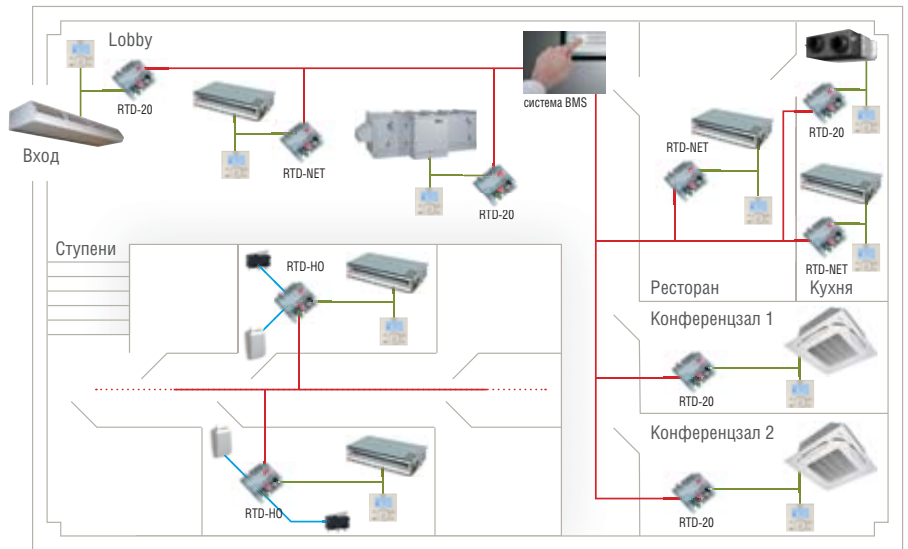 Lobby
RTD-20
Вход
RTD-NET
RTD-20
система BMS
RTD-NET
RTD-20
RTD-NET
Ресторан
Кухня
Ступени
RTD-HO
RTD-HO
Конференцзал 1
RTD-20
Конференцзал 2
RTD-20